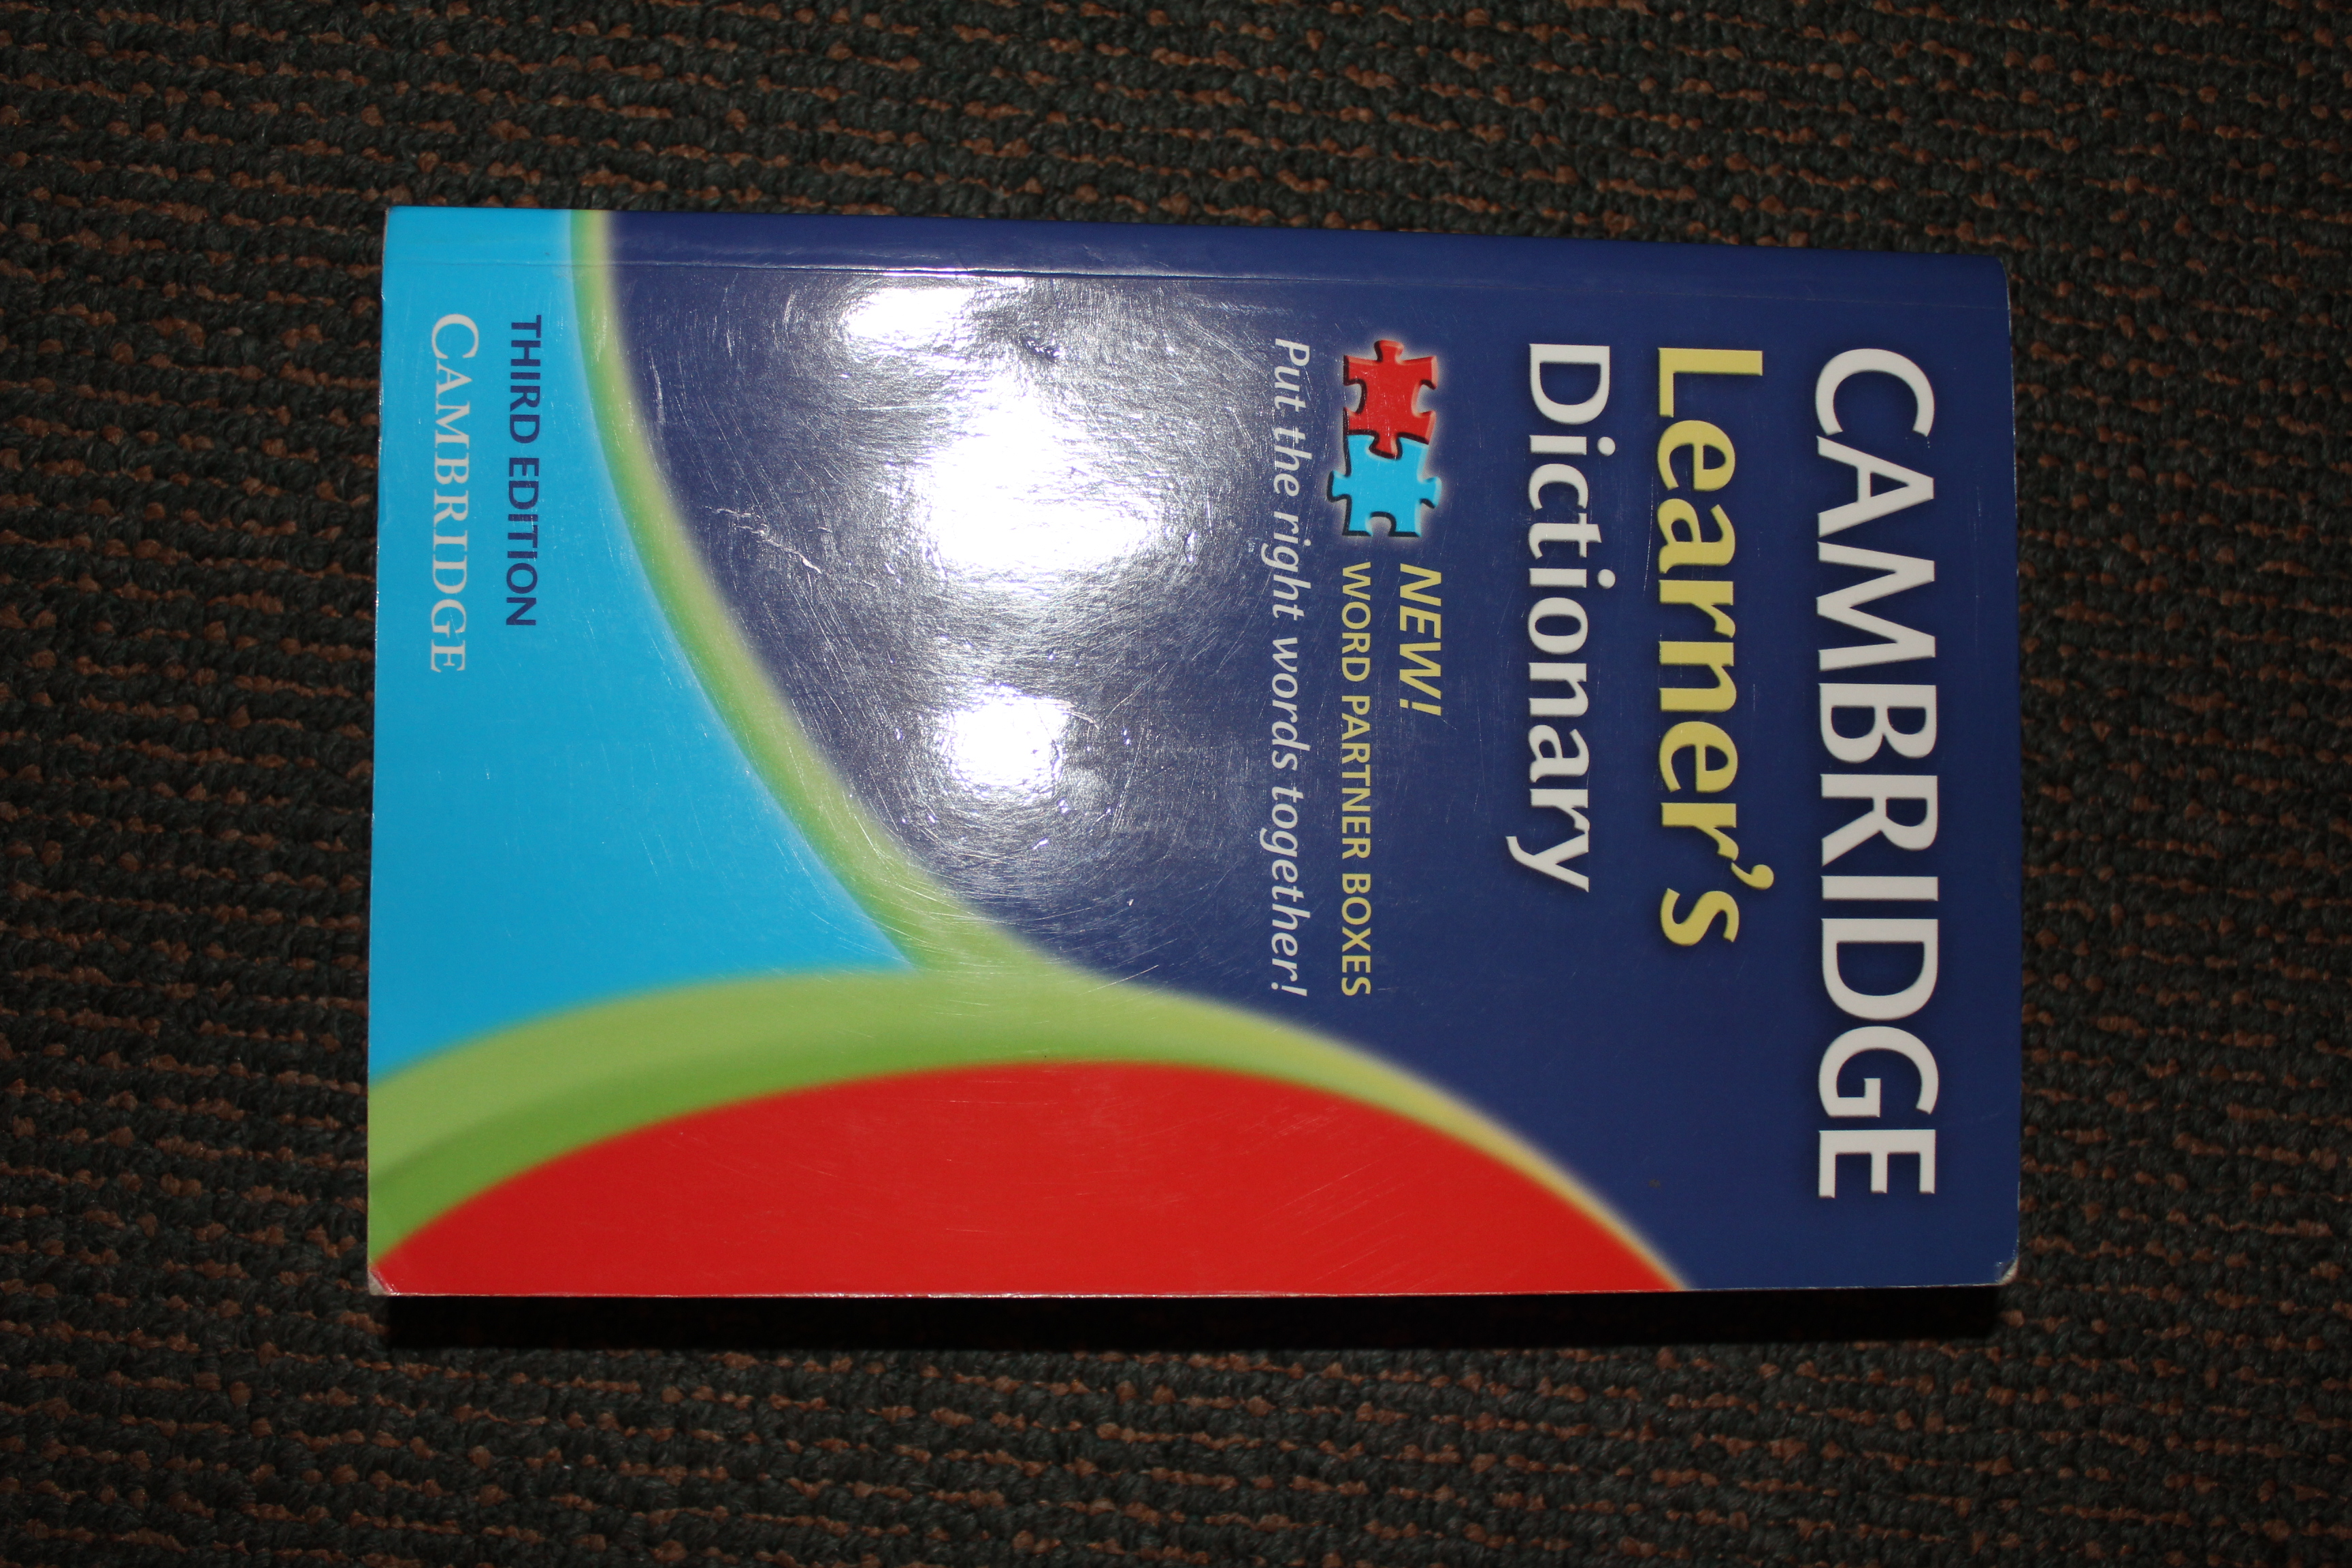 CAMBRIDGE
Learner's
Dictionary
NEW!
WORD PARTNER BOXES
Put the right words together!
THIRD EDITION
CAMBRIDGE